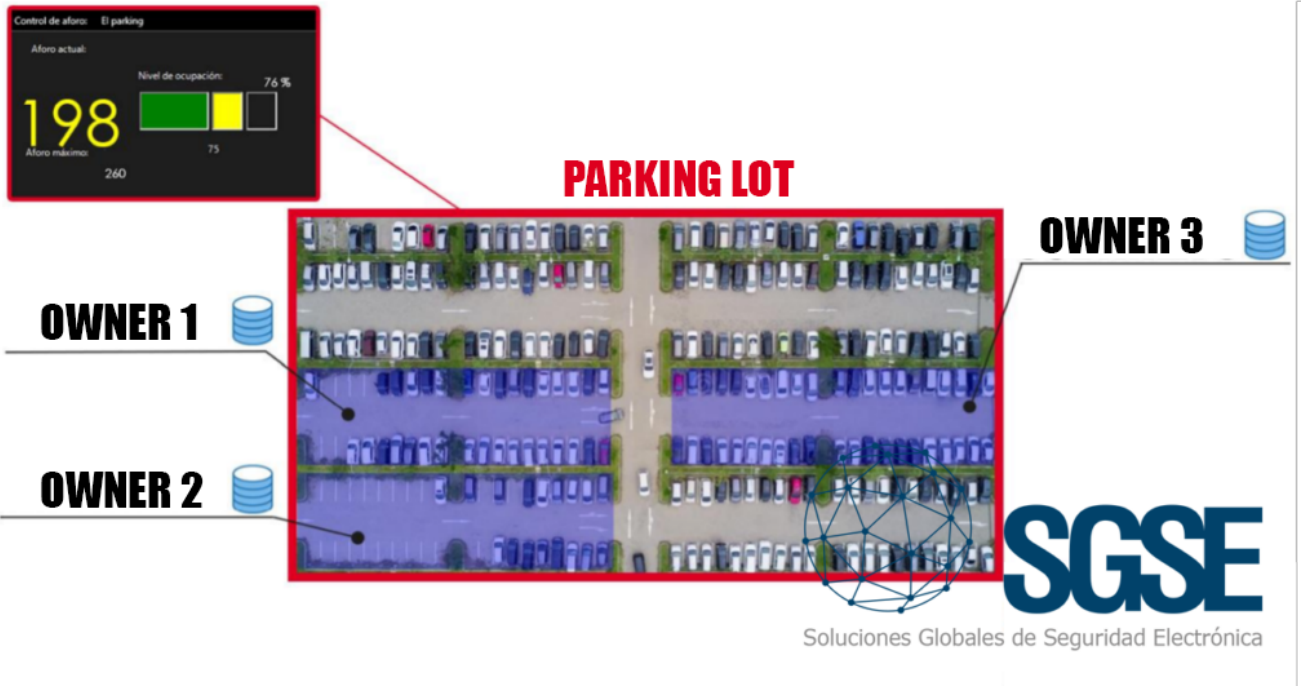 Control de aforo: El parking
Aforo actual:
Nivel de ocupación:
76 %
198
75
Aforo máximo:
260
PARKING LOT
OWNER 3
OWNER 1
OWNER 2
SGSE
Soluciones Globales de Seguridad Electrónica